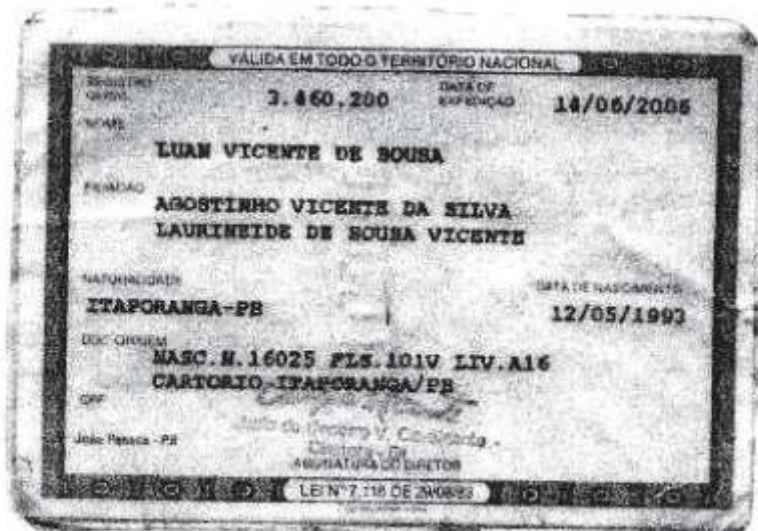 VÁLIDA EM TODO O TERRITÓRIO NACIONAL
REGISTRO GERAL 3.460.200 DATA DE EXPEDIÇÃO 14/06/2006
NOME
LUAN VICENTE DE SOUSA
FILIAÇÃO
AGOSTINHO VICENTE DA SILVA
LAURINEIDE DE SOUSA VICENTE
NATURALIDADE DATA DE NASCIMENTO
ITAPORANGA-PB 12/05/1993
DOC ORIGEM
NASC.N.16025 FLS.101V LIV.A16
CARTORIO ITAPORANGA/PB
CPF
João Pessoa - PB
ASSINATURA DO DIRETOR
LEI Nº 7.116 DE 29/08/83